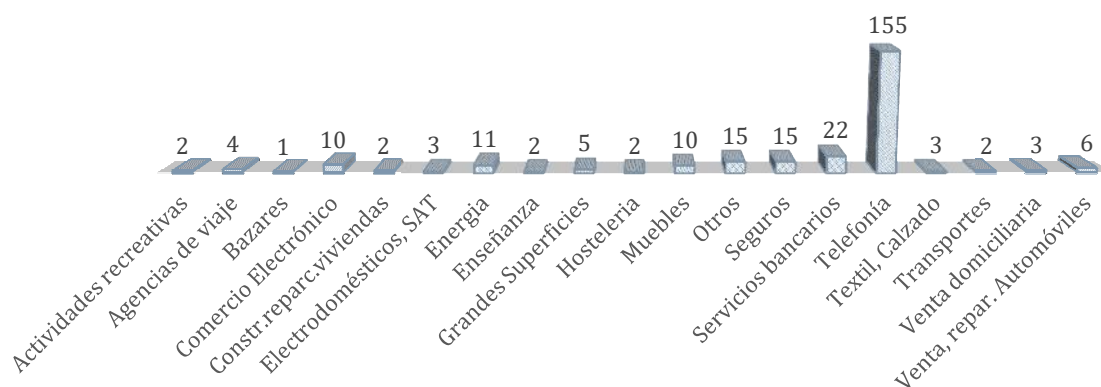 155
2
4
1
10
2
3
11
2
5
2
10
15
15
22
3
2
3
6
Actividades recreativas
Agencias de viaje
Bazares
Comercio Electrónico
Constr.reparc.viviendas
Electrodomésticos, SAT
Energia
Enseñanza
Grandes Superficies
Hosteleria
Muebles
Otros
Seguros
Servicios bancarios
Telefonía
Textil, Calzado
Transportes
Venta domiciliaria
Venta, repar. Automóviles